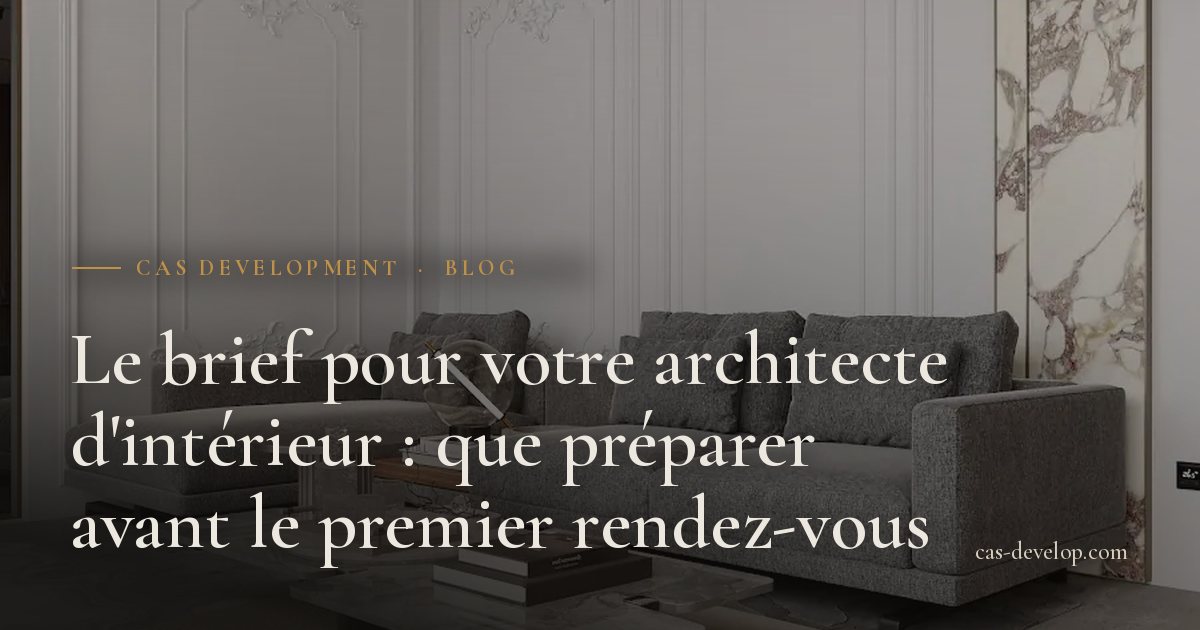 CAS DEVELOPMENT · BLOG
Le brief pour votre architecte
d'intérieur : que préparer
avant le premier rendez-vous
cas-develop.com